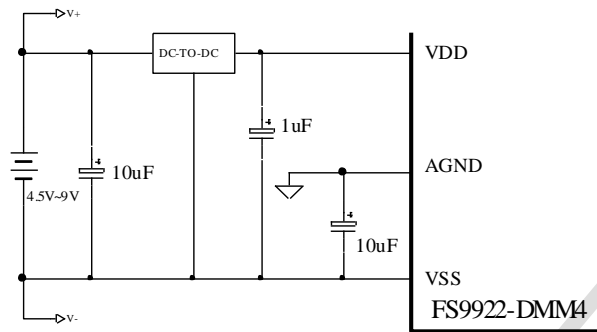 V+
DC-TO-DC
VDD
1uF
AGND
10uF
4.5V~9V
10uF
VSS
V-
FS9922-DMM4